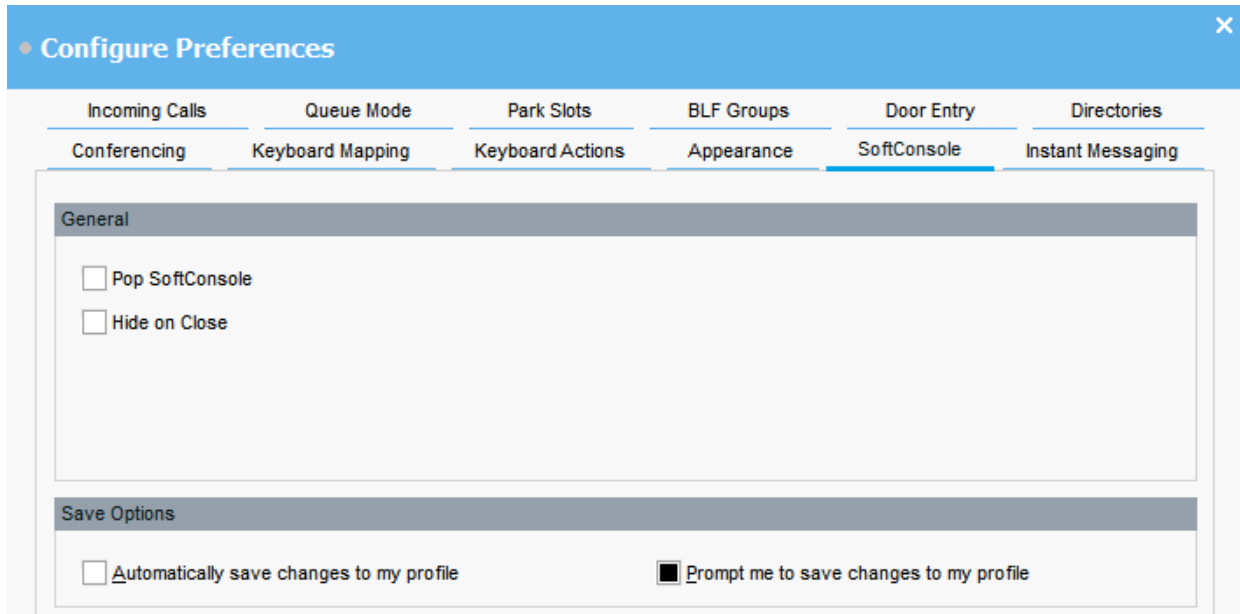 Configure Preferences
Incoming Calls Queue Mode Park Slots BLF Groups Door Entry Directories
Conferencing Keyboard Mapping Keyboard Actions Appearance SoftConsole Instant Messaging
General
Pop SoftConsole
Hide on Close
Save Options
Automatically save changes to my profile Prompt me to save changes to my profile